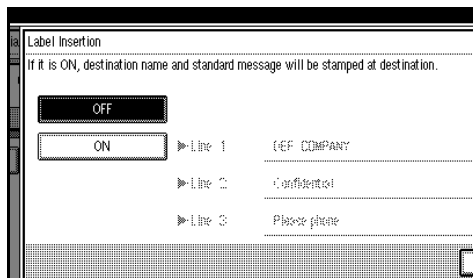 Label Insertion
If it is ON, destination name and standard message will be stamped at destination.
OFF
ON
▶Line 1 DEF COMPANY
▶Line 2 Confidential
▶Line 3 Please phone